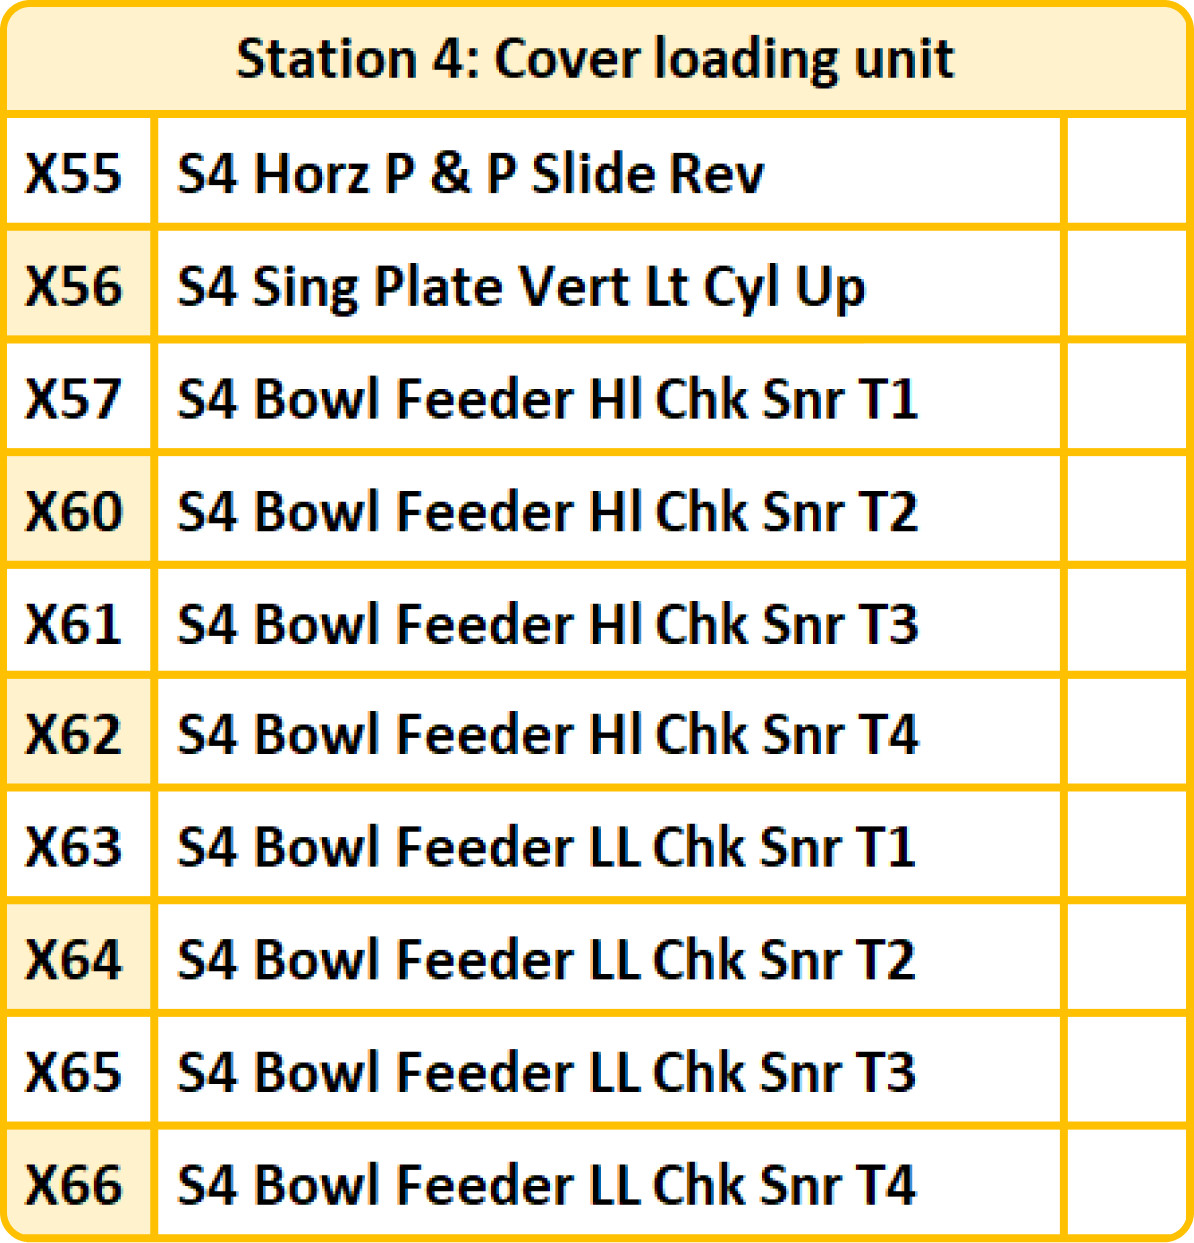 Station 4: Cover loading unit
X55 S4 Horz P & P Slide Rev
X56 S4 Sing Plate Vert Lt Cyl Up
X57 S4 Bowl Feeder Hl Chk Snr T1
X60 S4 Bowl Feeder Hl Chk Snr T2
X61 S4 Bowl Feeder Hl Chk Snr T3
X62 S4 Bowl Feeder Hl Chk Snr T4
X63 S4 Bowl Feeder LL Chk Snr T1
X64 S4 Bowl Feeder LL Chk Snr T2
X65 S4 Bowl Feeder LL Chk Snr T3
X66 S4 Bowl Feeder LL Chk Snr T4